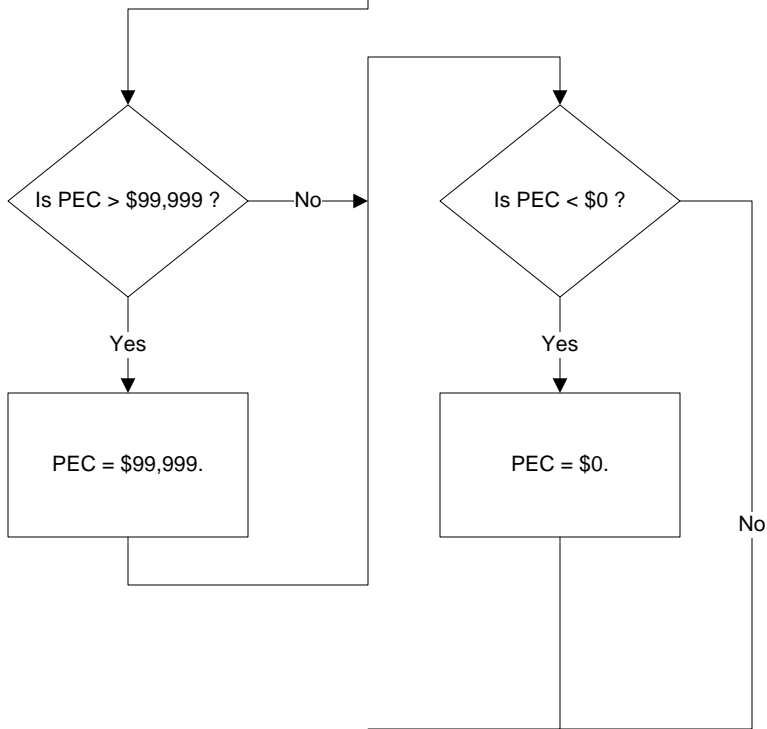 Is PEC > $99,999 ?
No
Yes
PEC = $99,999.
Is PEC < $0 ?
Yes
PEC = $0.
No